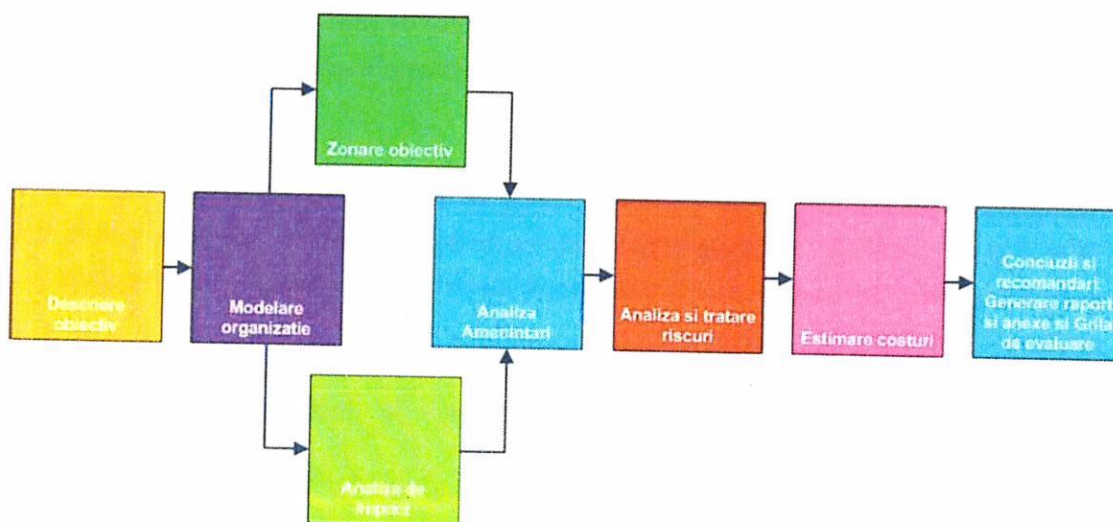 Zonare obiectiv
Descriere
obiectiv
Modelare
organizatie
Analiza
Amenintari
Analiza si tratare
riscuri
Estimare costuri
Concluzii si
recomandari:
Generare raport
si anexe si Grila
de evaluare
Analiza de
impact